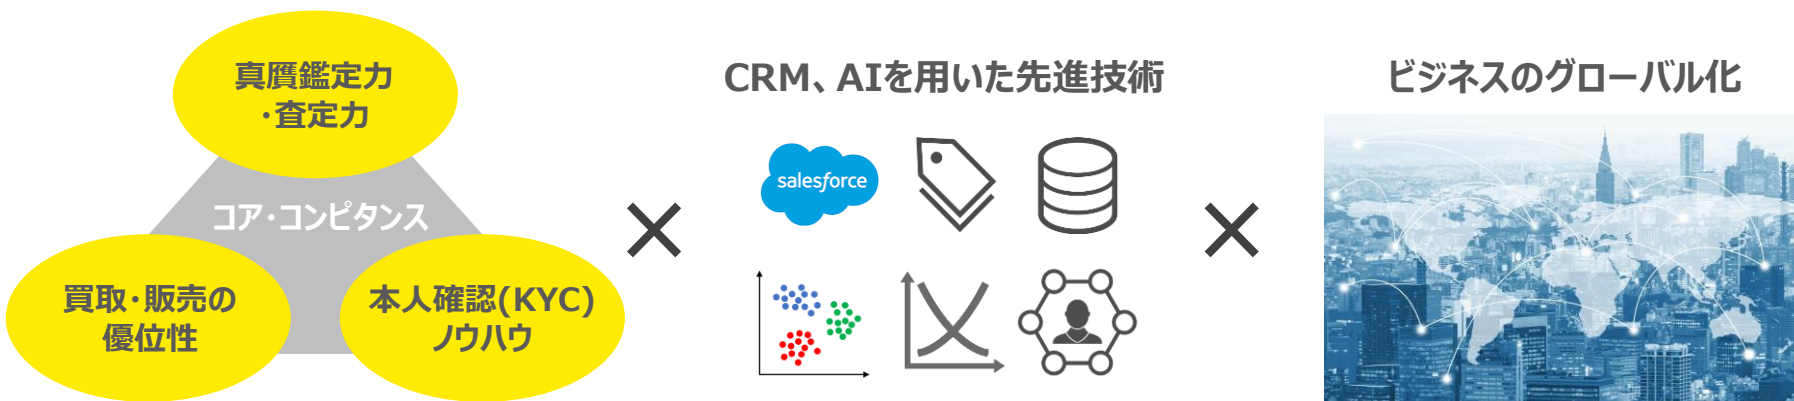 真贋鑑定力
・査定力
コア・コンピタンス
買取・販売の
優位性
本人確認(KYC)
ノウハウ
×
CRM、AIを用いた先進技術
salesforce
×
ビジネスのグローバル化